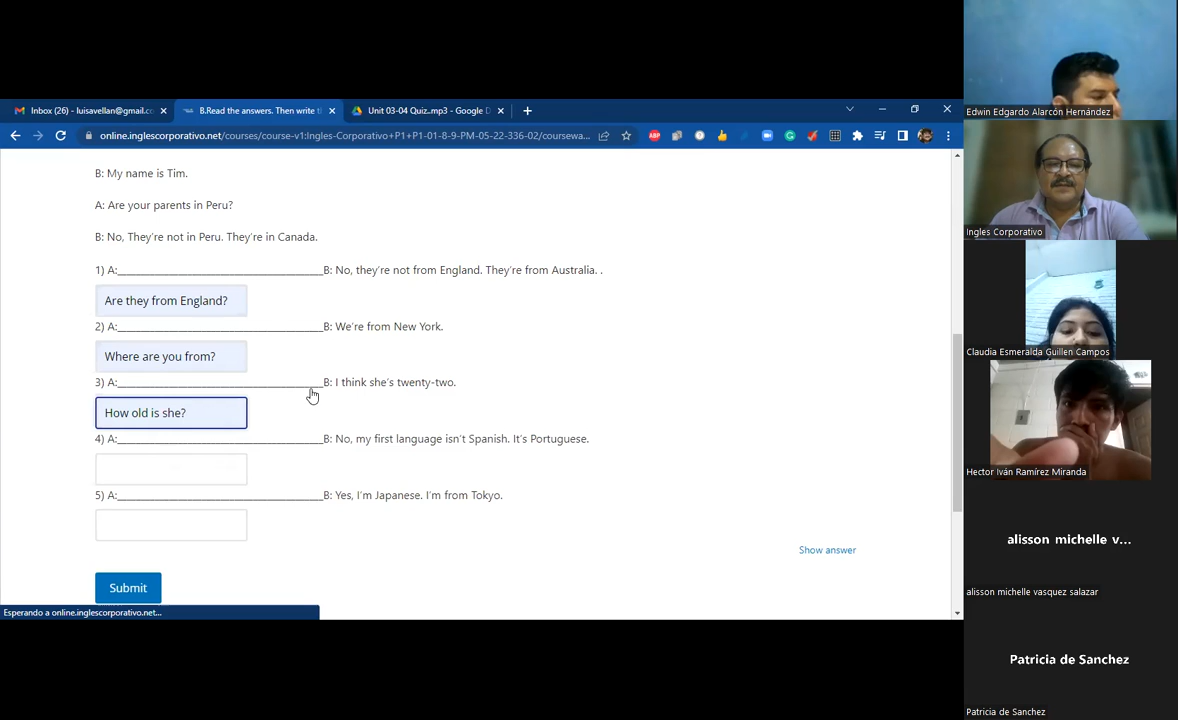 Inbox (26) - luisavellan@gmail.cc
B.Read the answers. Then write t
Unit 03-04 Quiz..mp3 - Google D
online.inglescorporativo.net/courses/course-v1:Ingles-Corporativo+P1+P1-01-8-9-PM-05-22-336-02/coursewa...
ABP
B: My name is Tim.
A: Are your parents in Peru?
B: No, They're not in Peru. They're in Canada.
1) A:________________________________B: No, they're not from England. They're from Australia. .
Are they from England?
2) A:________________________________B: We're from New York.
Where are you from?
3) A:________________________________B: I think she's twenty-two.
How old is she?
4) A:________________________________B: No, my first language isn't Spanish. It's Portuguese.
5) A:________________________________B: Yes, I'm Japanese. I'm from Tokyo.
Show answer
Submit
Esperando a online.inglescorporativo.net...
Edwin Edgardo Alarcón Hernández
Ingles Corporativo
Claudia Esmeralda Guillen Campos
Hector Iván Ramírez Miranda
alisson michelle v...
alisson michelle vasquez salazar
Patricia de Sanchez
Patricia de Sanchez